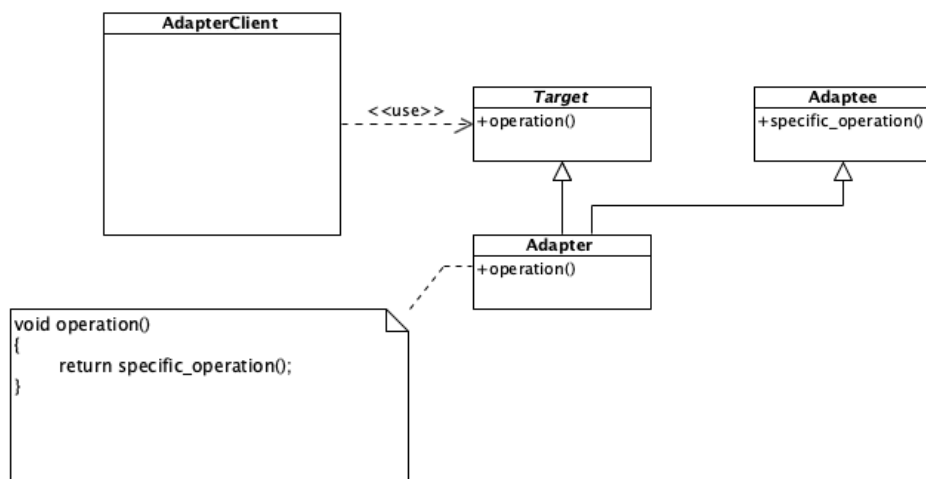 AdapterClient
<<use>>
Target
+operation()
Adaptee
+specific_operation()
Adapter
+operation()
void operation()
{
return specific_operation();
}